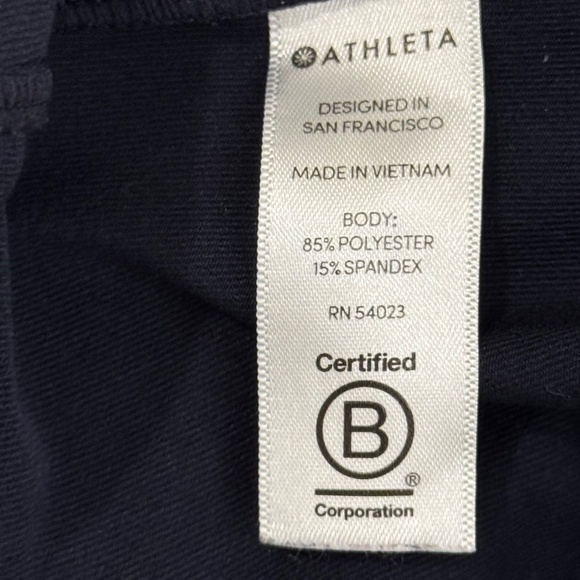 ATHLETA
DESIGNED IN
SAN FRANCISCO
MADE IN VIETNAM
BODY:
85% POLYESTER
15% SPANDEX
RN 54023
Certified
B
®
Corporation